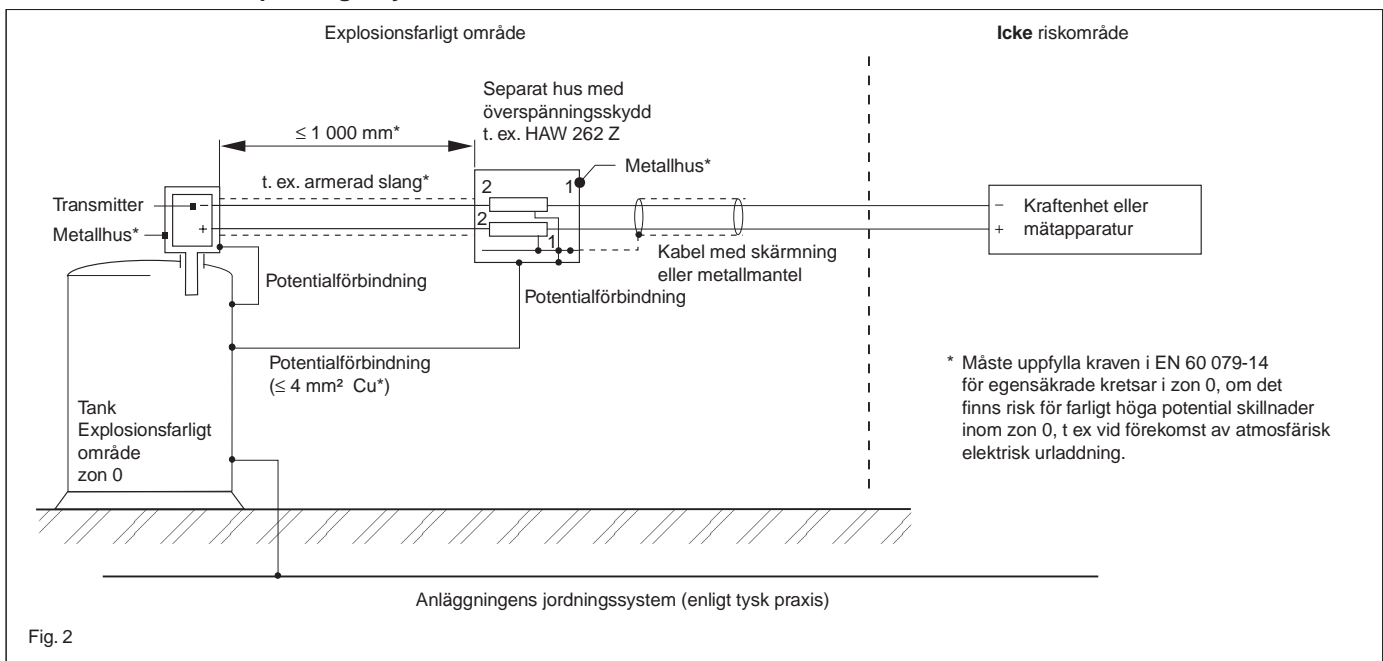 Explosionsfarligt område
Icke riskområde
Separat hus med
överspänningsskydd
t. ex. HAW 262 Z
≤ 1 000 mm*
Metallhus*
t. ex. armerad slang*
2
1
Transmitter
–
–
Kraftenhet eller
2
Metallhus*
+
+
mätapparatur
1
Kabel med skärmning
eller metallmantel
Potentialförbindning
Potentialförbindning
Potentialförbindning
(≤ 4 mm² Cu*)
* Måste uppfylla kraven i EN 60 079-14
för egensäkrade kretsar i zon 0, om det
finns risk för farligt höga potential skillnader
inom zon 0, t ex vid förekomst av atmosfärisk
elektrisk urladdning.
Tank
Explosionsfarligt
område
zon 0
Anläggningens jordningssystem (enligt tysk praxis)
Fig. 2